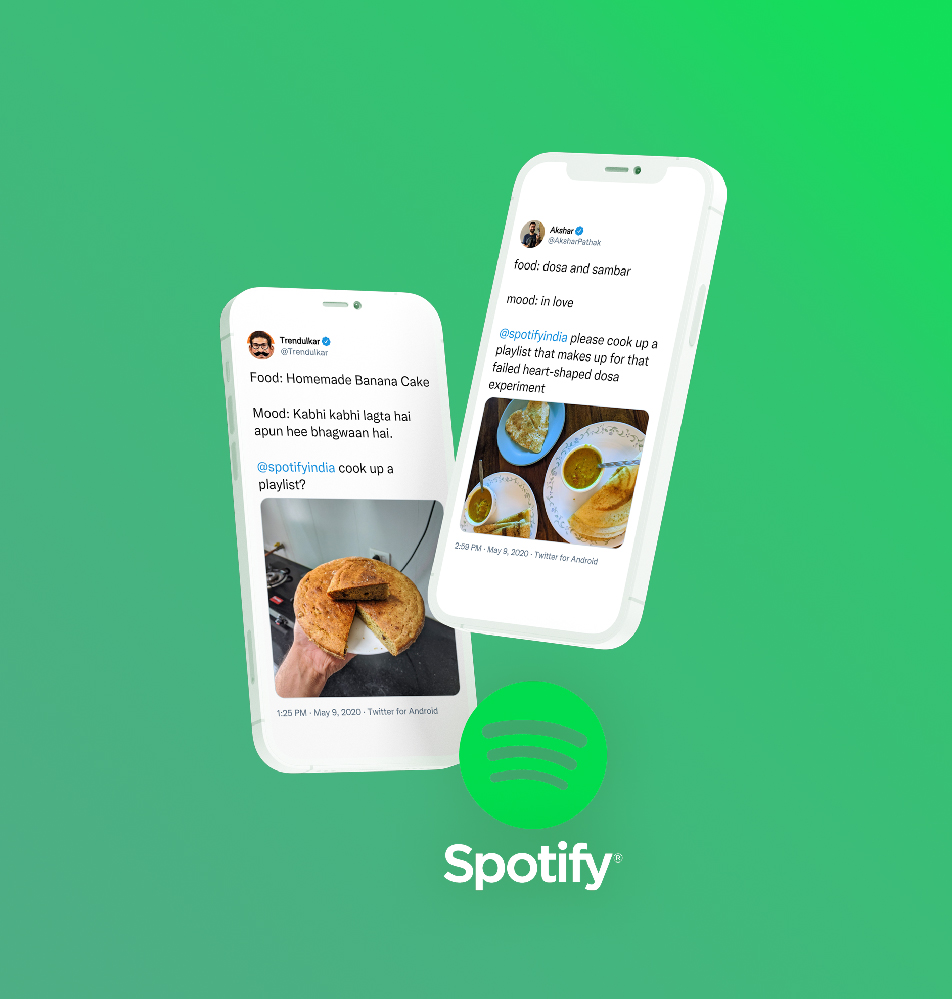 Trendulkar
@Trendulkar
Food: Homemade Banana Cake
Mood: Kabhi kabhi lagta hai
apun hee bhagwaan hai.
@spotifyindia cook up a
playlist?
1:25 PM · May 9, 2020 · Twitter for Android
Akshar
@AksharPathak
food: dosa and sambar
mood: in love
@spotifyindia please cook up a
playlist that makes up for that
failed heart-shaped dosa
experiment
2:59 PM · May 9, 2020 · Twitter for Android
Spotify®